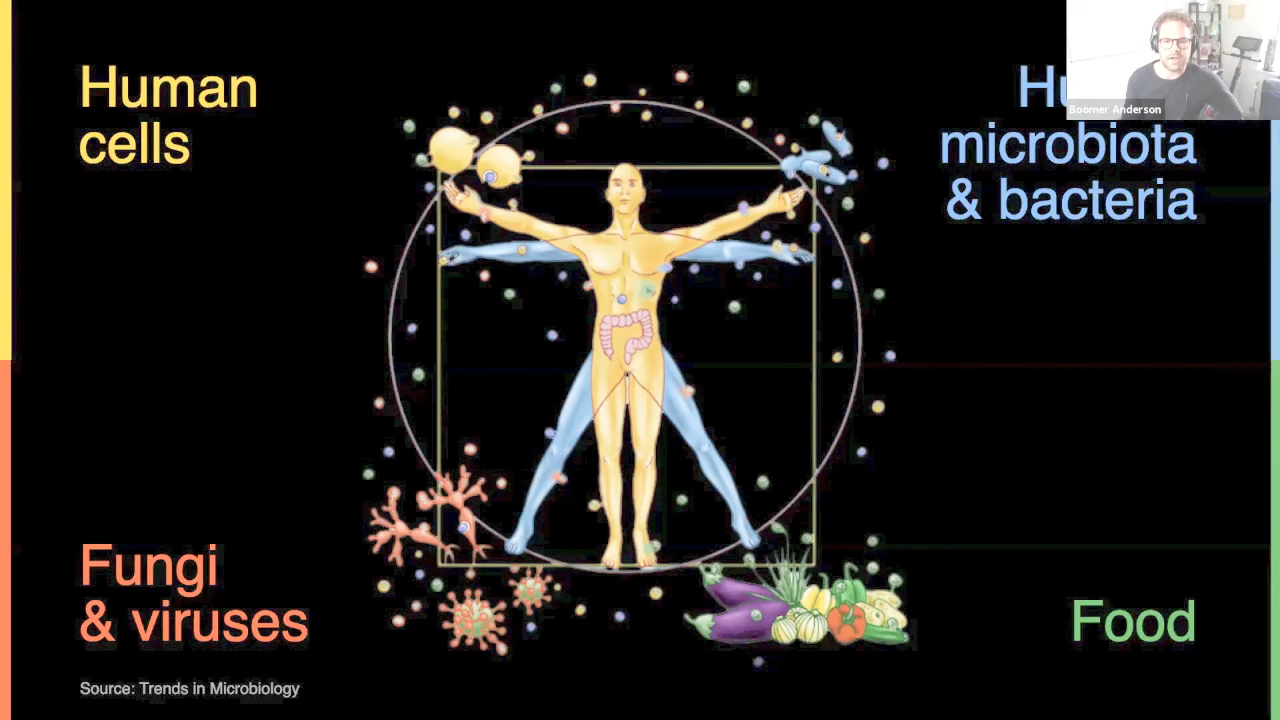 Human
cells
Boomer Anderson
microbiota
& bacteria
Fungi
& viruses
Food
Source: Trends in Microbiology